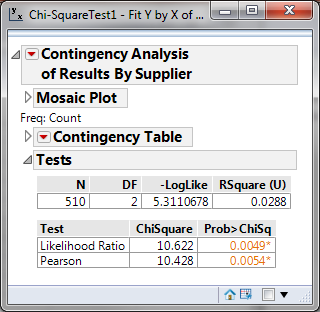 Chi-SquareTest1 - Fit Y by X of ...
Contingency Analysis
of Results By Supplier
Mosaic Plot
Freq: Count
Contingency Table
Tests
N DF -LogLike RSquare (U)
510 2 5.3110678 0.0288
Test ChiSquare Prob>ChiSq
Likelihood Ratio 10.622 0.0049*
Pearson 10.428 0.0054*